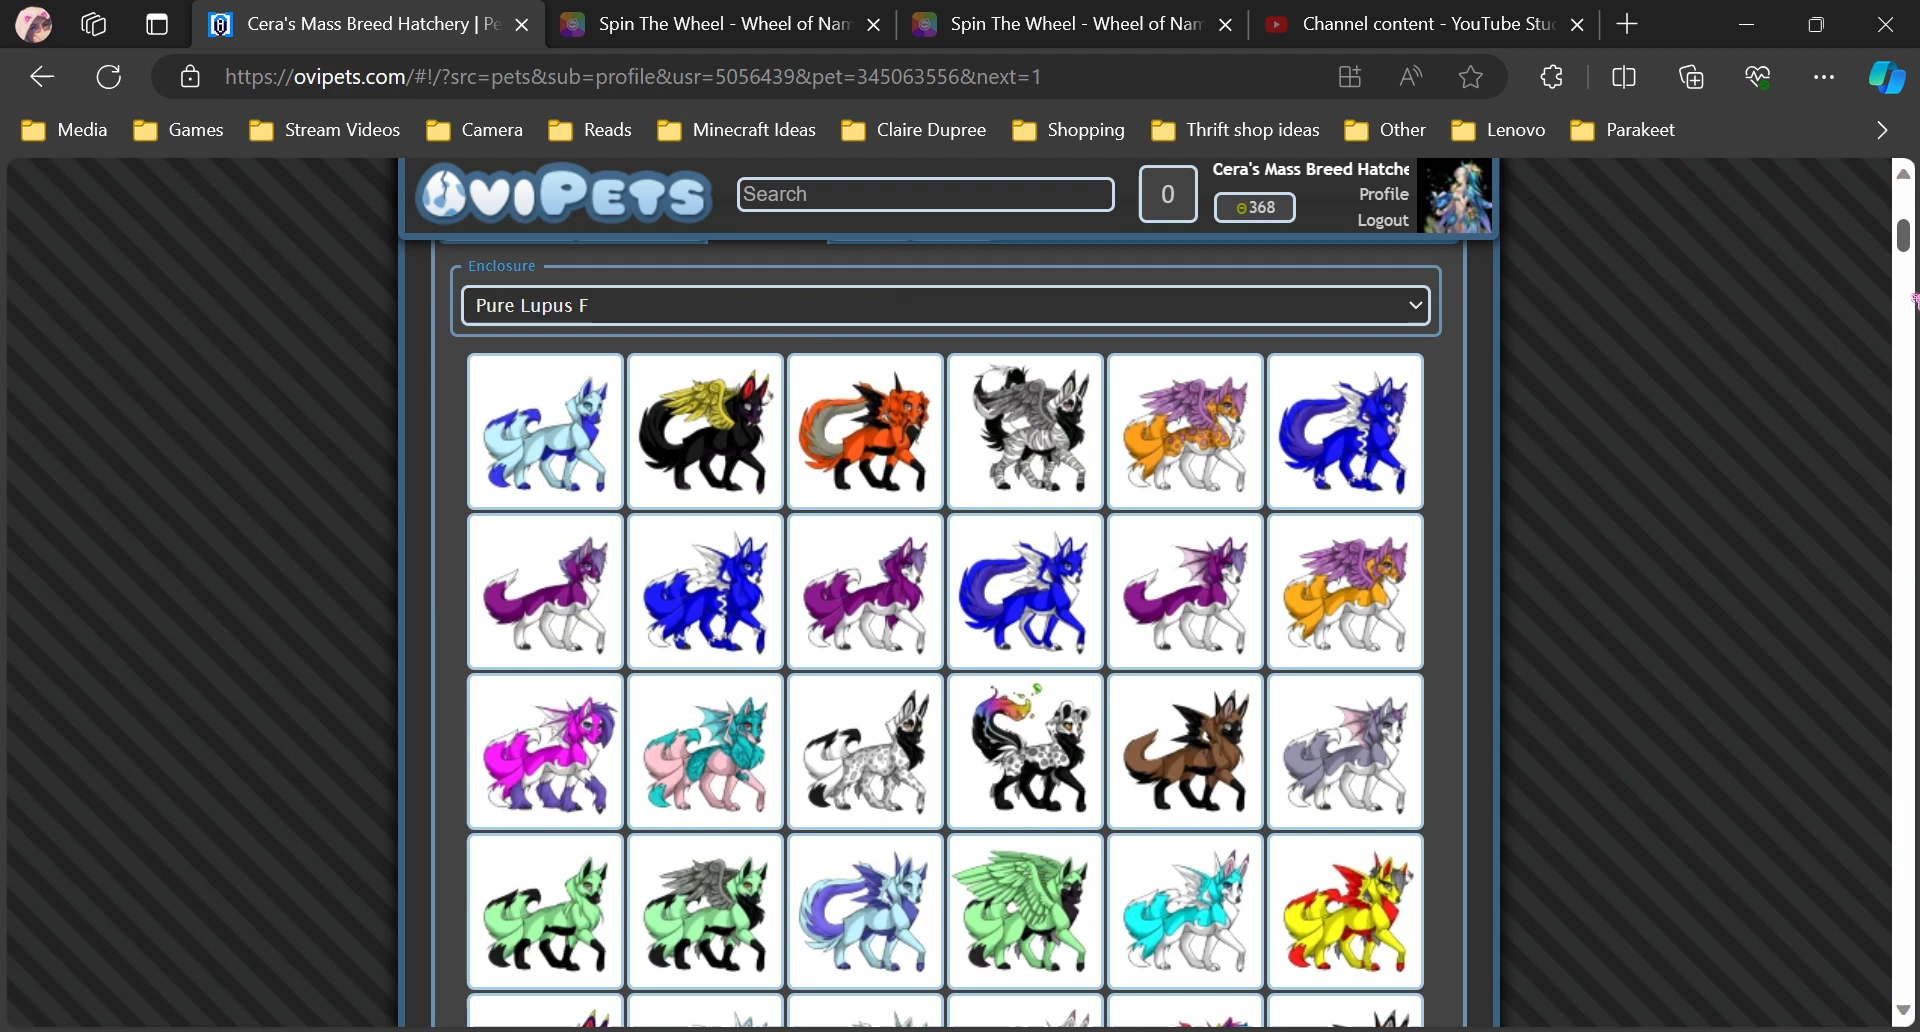 Cera's Mass Breed Hatchery | Pe
Spin The Wheel - Wheel of Nam
Spin The Wheel - Wheel of Nam
Channel content - YouTube Stud
https://ovipets.com/#!/?src=pets&sub=profile&usr=5056439&pet=345063556&next=1
Media
Games
Stream Videos
Camera
Reads
Minecraft Ideas
Claire Dupree
Shopping
Thrift shop ideas
Other
Lenovo
Parakeet
OviPets
Search
0
Cera's Mass Breed Hatche
368
Profile
Logout
Enclosure
Pure Lupus F